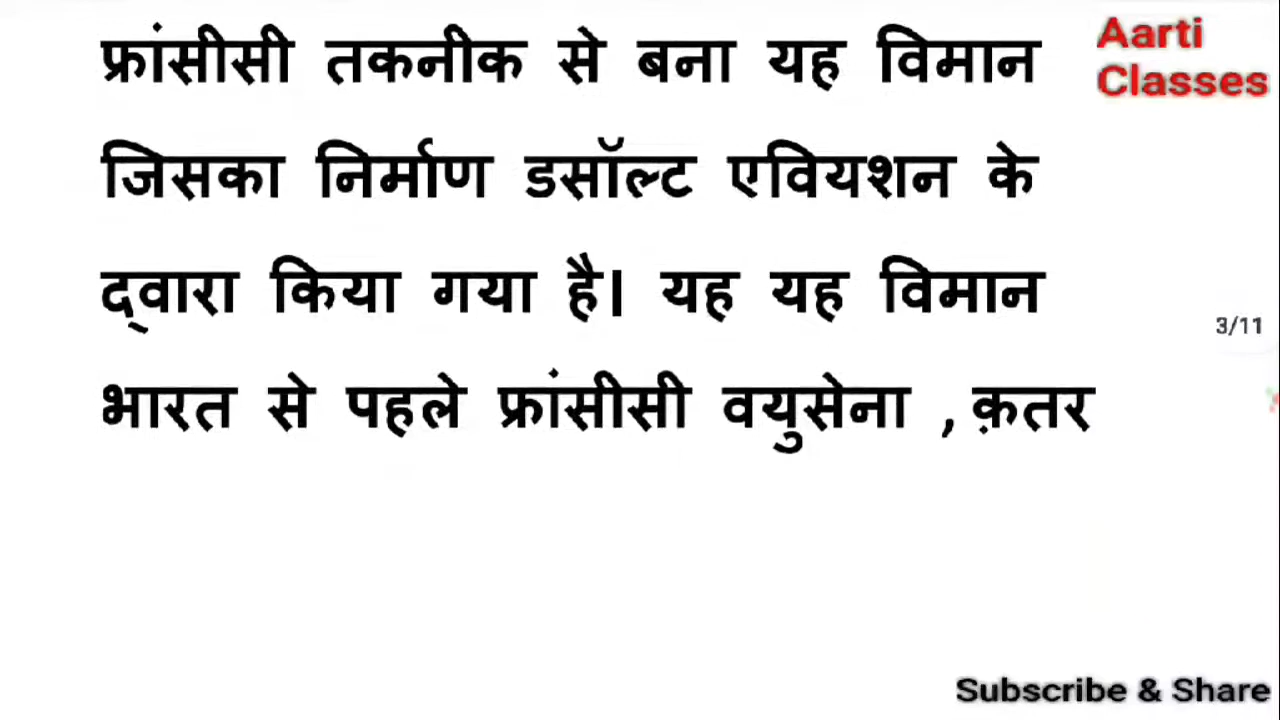 फ्रांसीसी तकनीक से बना यह विमान
जिसका निर्माण डसॉल्ट एवियशन के
द्वारा किया गया है। यह यह विमान
भारत से पहले फ्रांसीसी वयुसेना , क़तर
Aarti
Classes
3/11
Subscribe & Share